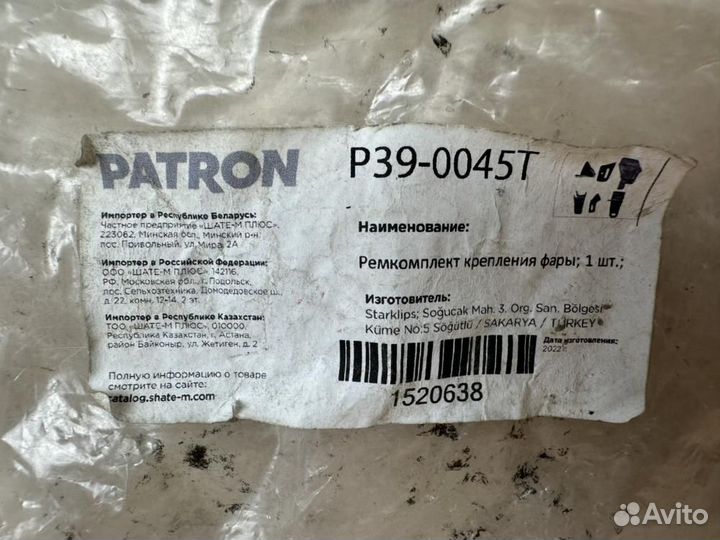 PATRON
P39-0045T
Импортер в Республике Беларусь:
Частное предприятие «ШАТЕ-М ПЛЮС»,
223062, Минская обл., Минский р-н,
пос. Привольный, ул. Мира, 2А
Импортер в Российской Федерации:
ООО «ШАТЕ-М ПЛЮС» 142116,
РФ, Московская обл., г. Подольск,
пос. Сельхозтехника, Домодедовское ш.,
д. 22, комн. 12-14, 2 эт.
Импортер в Республике Казахстан:
ТОО «ШАТЕ-М ПЛЮС», 010000,
Республика Казахстан, г. Астана,
район Байконыр, ул. Жетиген, д. 2
Полную информацию о товаре
смотрите на сайте:
catalog.shate-m.com
Наименование:
Ремкомплект крепления фары; 1 шт.;
Изготовитель:
Starklips; Soğucak Mah. 3. Org. San. Bölgesi
Küme No:5 Söğütlü / SAKARYA / TURKEY
Дата изготовления:
2022г.
1520638
Avito